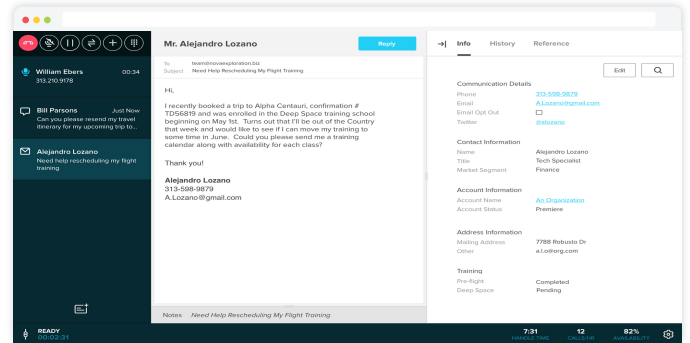 William Ebers 00:34
313.210.9178
Bill Parsons Just Now
Can you please resend my travel
itinerary for my upcoming trip to...
Alejandro Lozano
Need help rescheduling my flight
training
Mr. Alejandro Lozano
Reply
To team@novaexploration.biz
Subject Need Help Rescheduling My Flight Training
Hi,
I recently booked a trip to Alpha Centauri, confirmation #
TD56819 and was enrolled in the Deep Space training school
beginning on May 1st. Turns out that I'll be out of the Country
that week and would like to see if I can move my training to
some time in June. Could you please send me a training
calendar along with availability for each class?
Thank you!
Alejandro Lozano
313-598-9879
A.Lozano@gmail.com
Notes Need Help Rescheduling My Flight Training
Info History Reference
Edit
Communication Details
Phone 313-598-9879
Email A.Lozano@gmail.com
Email Opt Out
Twitter @alozano
Contact Information
Name Alejandro Lozano
Title Tech Specialist
Market Segment Finance
Account Information
Account Name An Organization
Account Status Premiere
Address Information
Mailing Address 7788 Robusto Dr
Other a.l.o@org.com
Training
Pre-flight Completed
Deep Space Pending
READY
00:02:31
7:31 12 82%
HANDLE TIME CALLS/HR AVAILABILITY